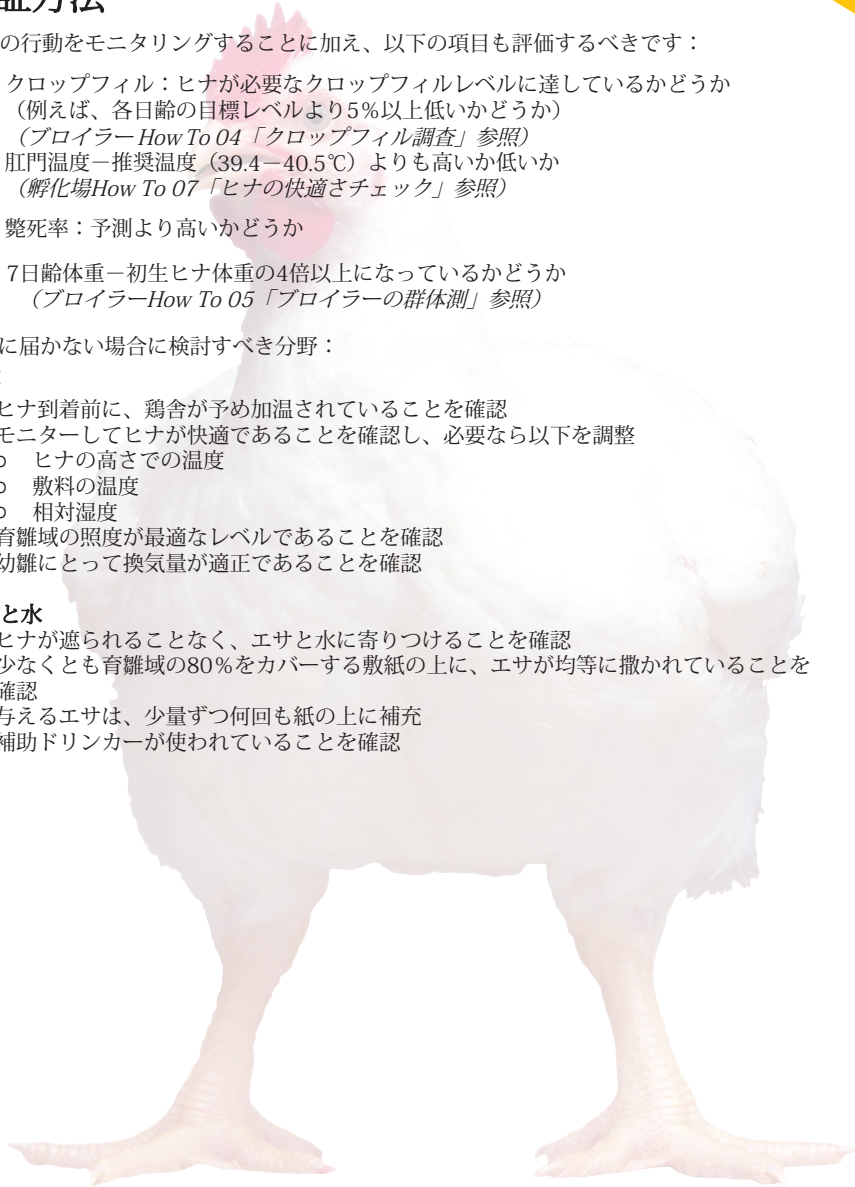 証方法
の行動をモニタリングすることに加え、以下の項目も評価するべきです：
クロップフィル：ヒナが必要なクロップフィルレベルに達しているかどうか
（例えば、各日齢の目標レベルより5%以上低いかどうか）
（ブロイラー How To 04「クロップフィル調査」参照）
肛門温度－推奨温度（39.4－40.5℃）よりも高いか低いか
（孵化場How To 07「ヒナの快適さチェック」参照）
斃死率：予測より高いかどうか
7日齢体重－初生ヒナ体重の4倍以上になっているかどうか
（ブロイラーHow To 05「ブロイラーの群体測」参照）
に届かない場合に検討すべき分野：
ヒナ到着前に、鶏舎が予め加温されていることを確認
モニターしてヒナが快適であることを確認し、必要なら以下を調整
o ヒナの高さでの温度
o 敷料の温度
o 相対湿度
育雛域の照度が最適なレベルであることを確認
幼雛にとって換気量が適正であることを確認
と水
ヒナが遮られることなく、エサと水に寄りつけることを確認
少なくとも育雛域の80%をカバーする敷紙の上に、エサが均等に撒かれていることを
確認
与えるエサは、少量ずつ何回も紙の上に補充
補助ドリンカーが使われていることを確認